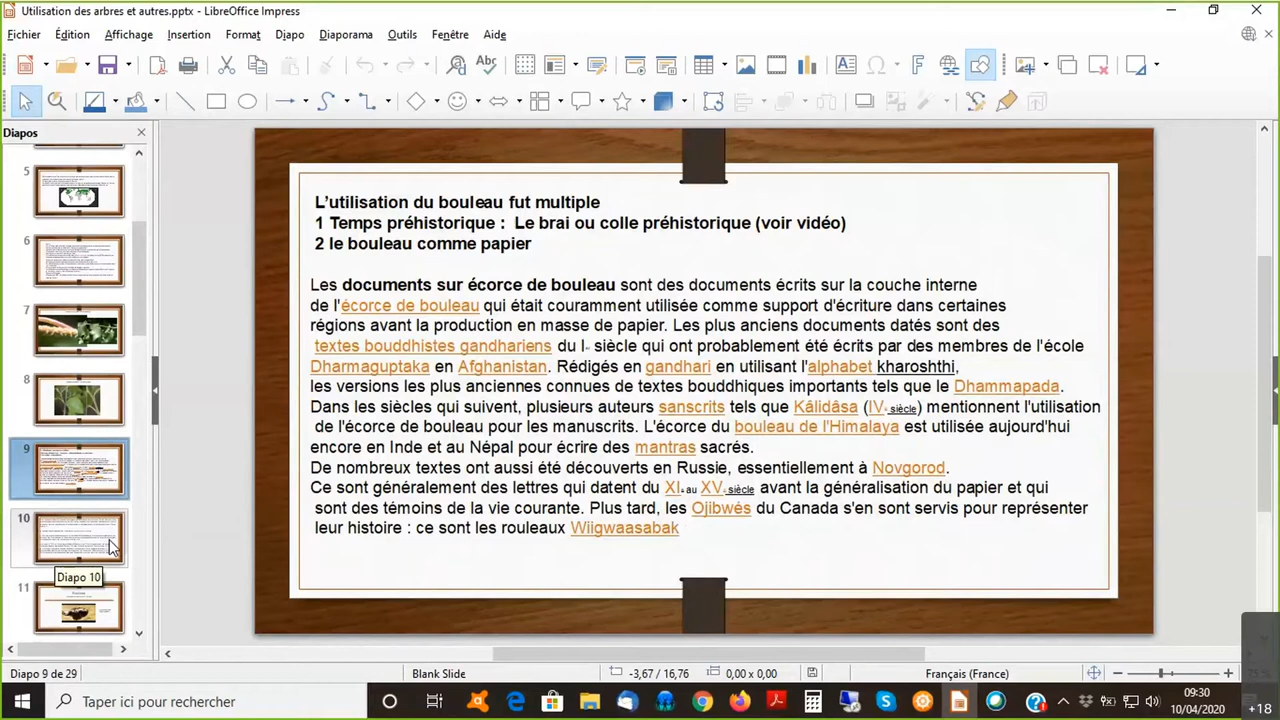 Utilisation des arbres et autres.pptx - LibreOffice Impress
Fichier Édition Affichage Insertion Format Diapo Diaporama Outils Fenêtre Aide
Diapos
5
6
7
8
9
10
Diapo 10
11
L'utilisation du bouleau fut multiple
1 Temps préhistorique : Le brai ou colle préhistorique (voir vidéo)
2 le bouleau comme papier
Les documents sur écorce de bouleau sont des documents écrits sur la couche interne
de l'écorce de bouleau qui était couramment utilisée comme support d'écriture dans certaines
régions avant la production en masse de papier. Les plus anciens documents datés sont des
textes bouddhistes gandhariens du I siècle qui ont probablement été écrits par des membres de l'école
Dharmaguptaka en Afghanistan. Rédigés en gandhari en utilisant l'alphabet kharoshthi,
les versions les plus anciennes connues de textes bouddhiques importants tels que le Dhammapada.
Dans les siècles qui suivent, plusieurs auteurs sanscrits tels que Kâlidâsa (IVe siècle) mentionnent l'utilisation
de l'écorce de bouleau pour les manuscrits. L'écorce du bouleau de l'Himalaya est utilisée aujourd'hui
encore en Inde et au Népal pour écrire des mantras sacrés.
De nombreux textes ont aussi été découverts en Russie, essentiellement à Novgorod.
Ce sont généralement des lettres qui datent du XIe au XVe siècle avant la généralisation du papier et qui
sont des témoins de la vie courante. Plus tard, les Ojibwés du Canada s'en sont servis pour représenter
leur histoire : ce sont les rouleaux Wiigwaasabak
Diapo 9 de 29 Blank Slide -3,67 / 16,76 0,00 x 0,00 Français (France) 75 %
Taper ici pour rechercher
09:30
10/04/2020
+18